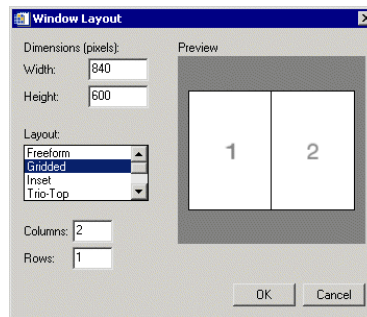 Window Layout
Dimensions (pixels):
Preview
Width: 840
Height: 600
1 2
Layout:
Freeform
Gridded
Inset
Trio-Top
Columns: 2
Rows: 1
OK Cancel